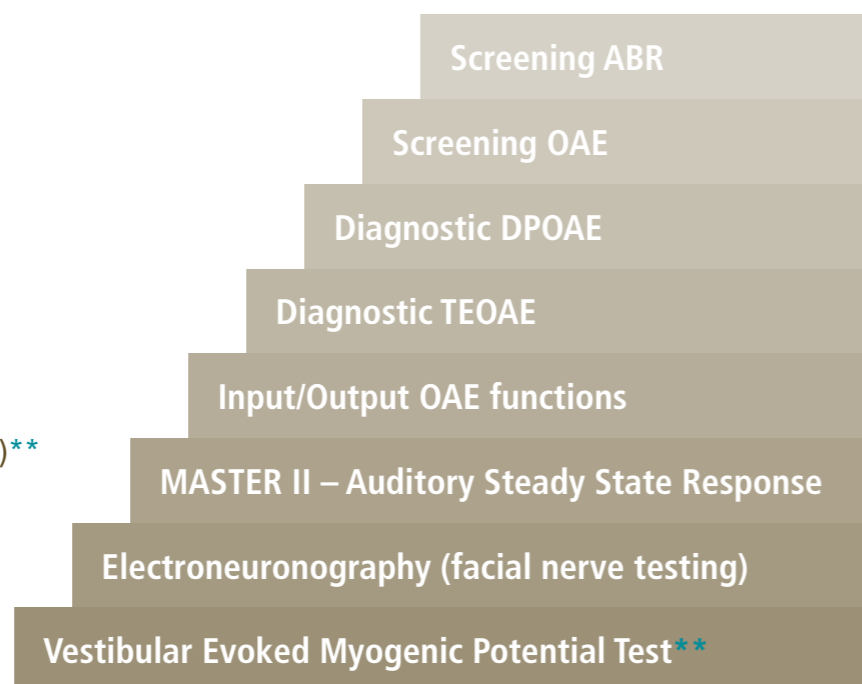 Screening ABR
Screening OAE
Diagnostic DPOAE
Diagnostic TEOAE
Input/Output OAE functions
)**
MASTER II – Auditory Steady State Response
Electroneuronography (facial nerve testing)
Vestibular Evoked Myogenic Potential Test**